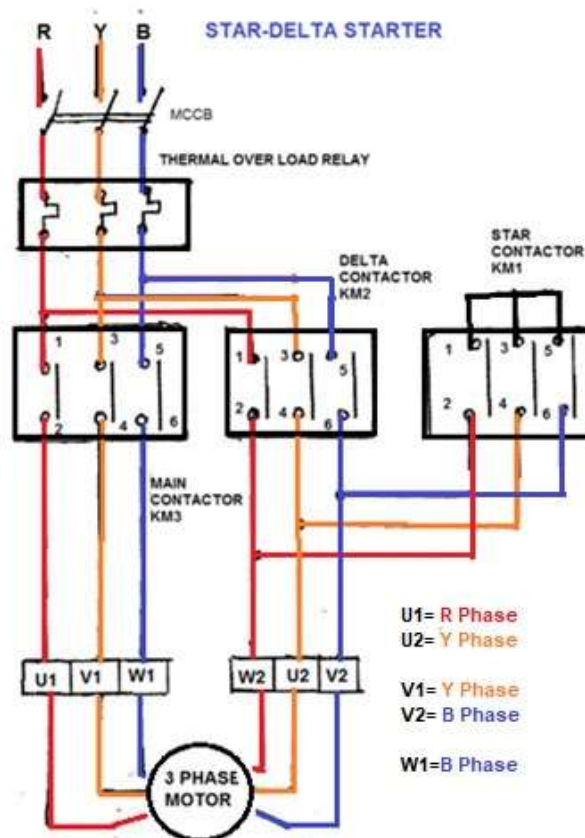 STAR-DELTA STARTER
R Y B
MCCB
THERMAL OVER LOAD RELAY
DELTA
CONTACTOR
KM2
STAR
CONTACTOR
KM1
1 3 5
2 4 6
1 3 5
2 4 6
1 3 5
2 4 6
MAIN
CONTACTOR
KM3
U1= R Phase
U2= Y Phase
V1= Y Phase
V2= B Phase
W1=B Phase
U1 V1 W1
W2 U2 V2
3 PHASE
MOTOR